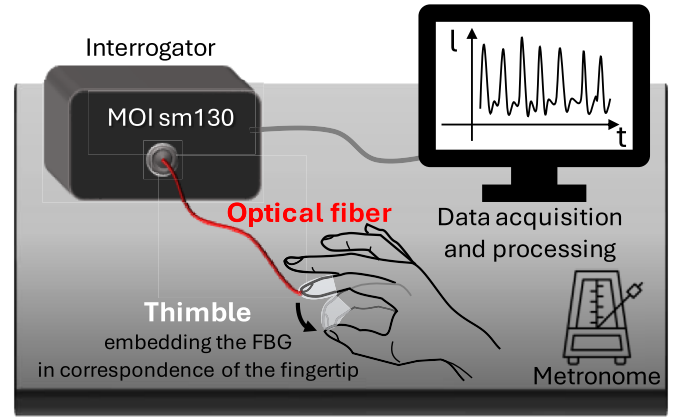 Interrogator
MOI sm130
l
t
Optical fiber
Data acquisition
and processing
Thimble
embedding the FBG
in correspondence of the fingertip
Metronome